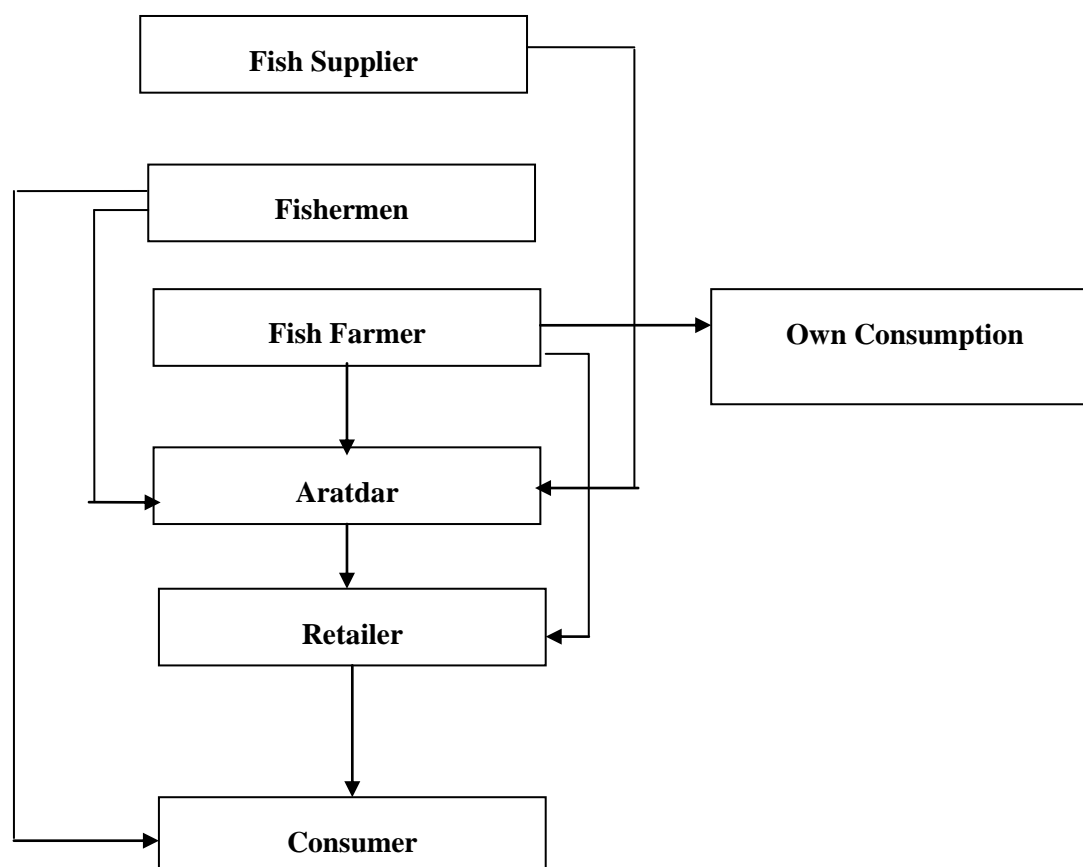 Fish Supplier
Fishermen
Fish Farmer
Own Consumption
Aratdar
Retailer
Consumer